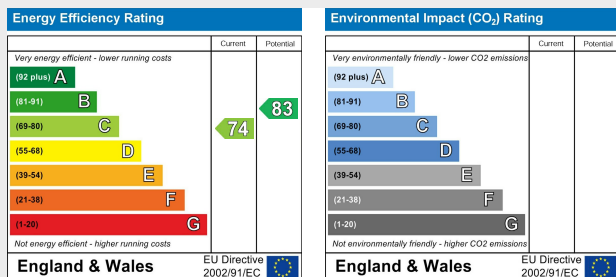 Energy Efficiency Rating
Current Potential
Very energy efficient - lower running costs
(92 plus) A
(81-91) B
83
(69-80) C
74
(55-68) D
(39-54) E
(21-38) F
(1-20) G
Not energy efficient - higher running costs
England & Wales
EU Directive
2002/91/EC
Environmental Impact (CO₂) Rating
Current Potential
Very environmentally friendly - lower CO2 emissions
(92 plus) A
(81-91) B
(69-80) C
(55-68) D
(39-54) E
(21-38) F
(1-20) G
Not environmentally friendly - higher CO2 emissions
England & Wales
EU Directive
2002/91/EC